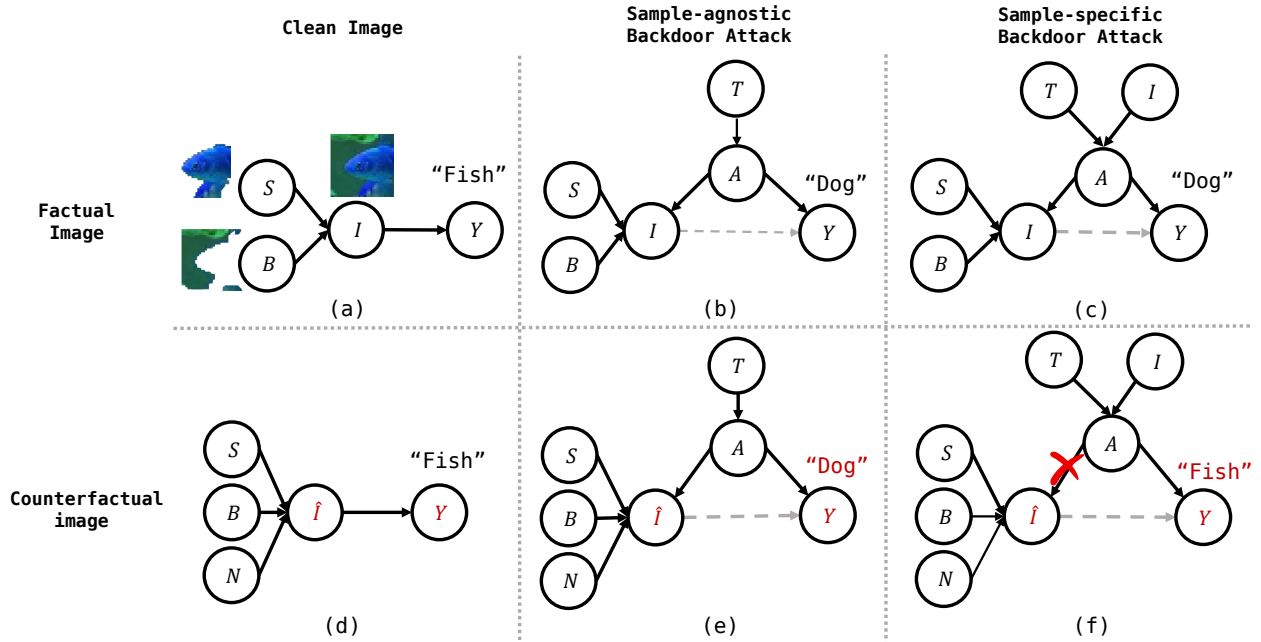 Clean Image
Sample-agnostic
Backdoor Attack
Sample-specific
Backdoor Attack
Factual
Image
S
B
I
Y
“Fish”
(a)
T
A
S
B
I
Y
“Dog”
(b)
T
I
A
S
B
I
Y
“Dog”
(c)
Counterfactual
image
S
B
N
Î
Y
“Fish”
(d)
T
A
S
B
N
Î
Y
“Dog”
(e)
T
I
A
S
B
N
Î
Y
“Fish”
(f)